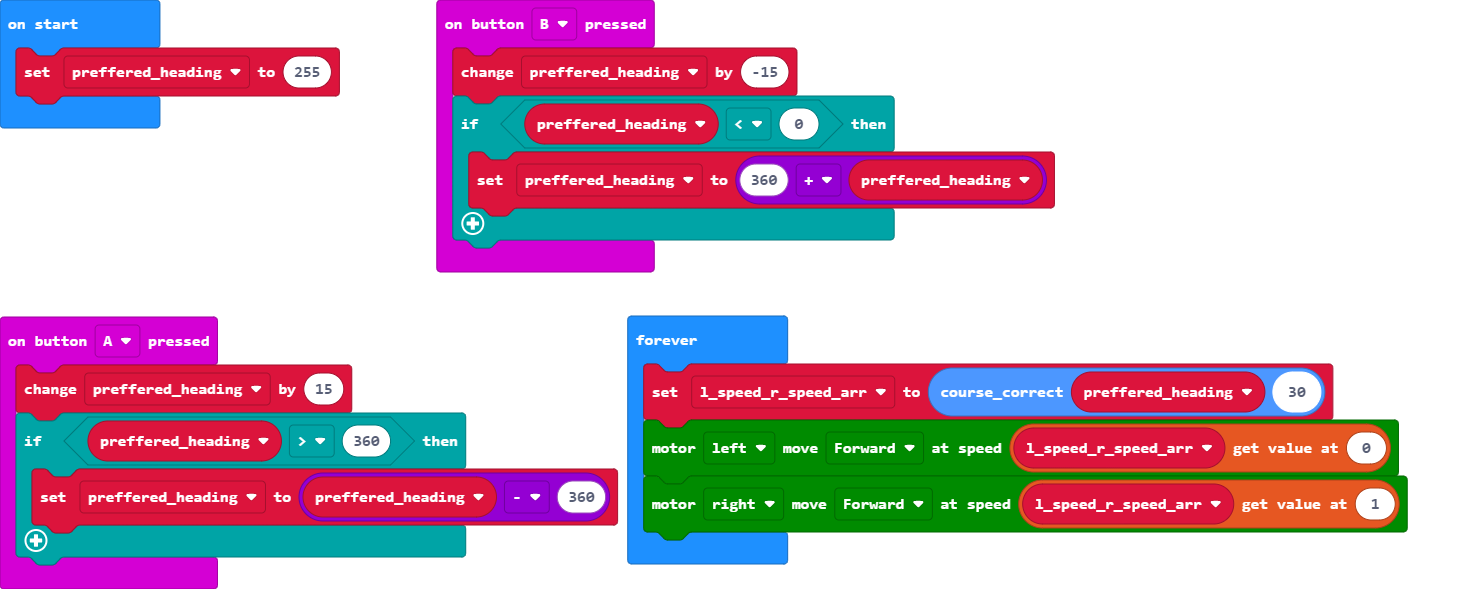 on start
set preffered_heading to 255
on button B pressed
change preffered_heading by -15
if preffered_heading < 0 then
set preffered_heading to 360 + preffered_heading
on button A pressed
change preffered_heading by 15
if preffered_heading > 360 then
set preffered_heading to preffered_heading - 360
forever
set l_speed_r_speed_arr to course_correct preffered_heading 30
motor left move Forward at speed l_speed_r_speed_arr get value at 0
motor right move Forward at speed l_speed_r_speed_arr get value at 1